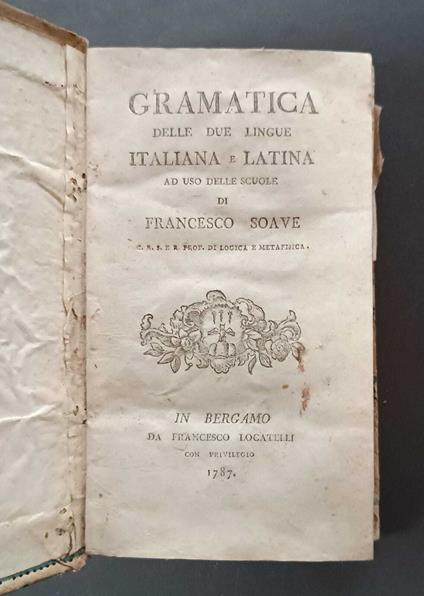 GRAMATICA
DELLE DUE LINGUE
ITALIANA E LATINA
AD USO DELLE SCUOLE
DI
FRANCESCO SOAVE
C. R. S. E R. PROF. DI LOGICA E METAFISICA.
IN BERGAMO
DA FRANCESCO LOCATELLI
CON PRIVILEGIO
1787.